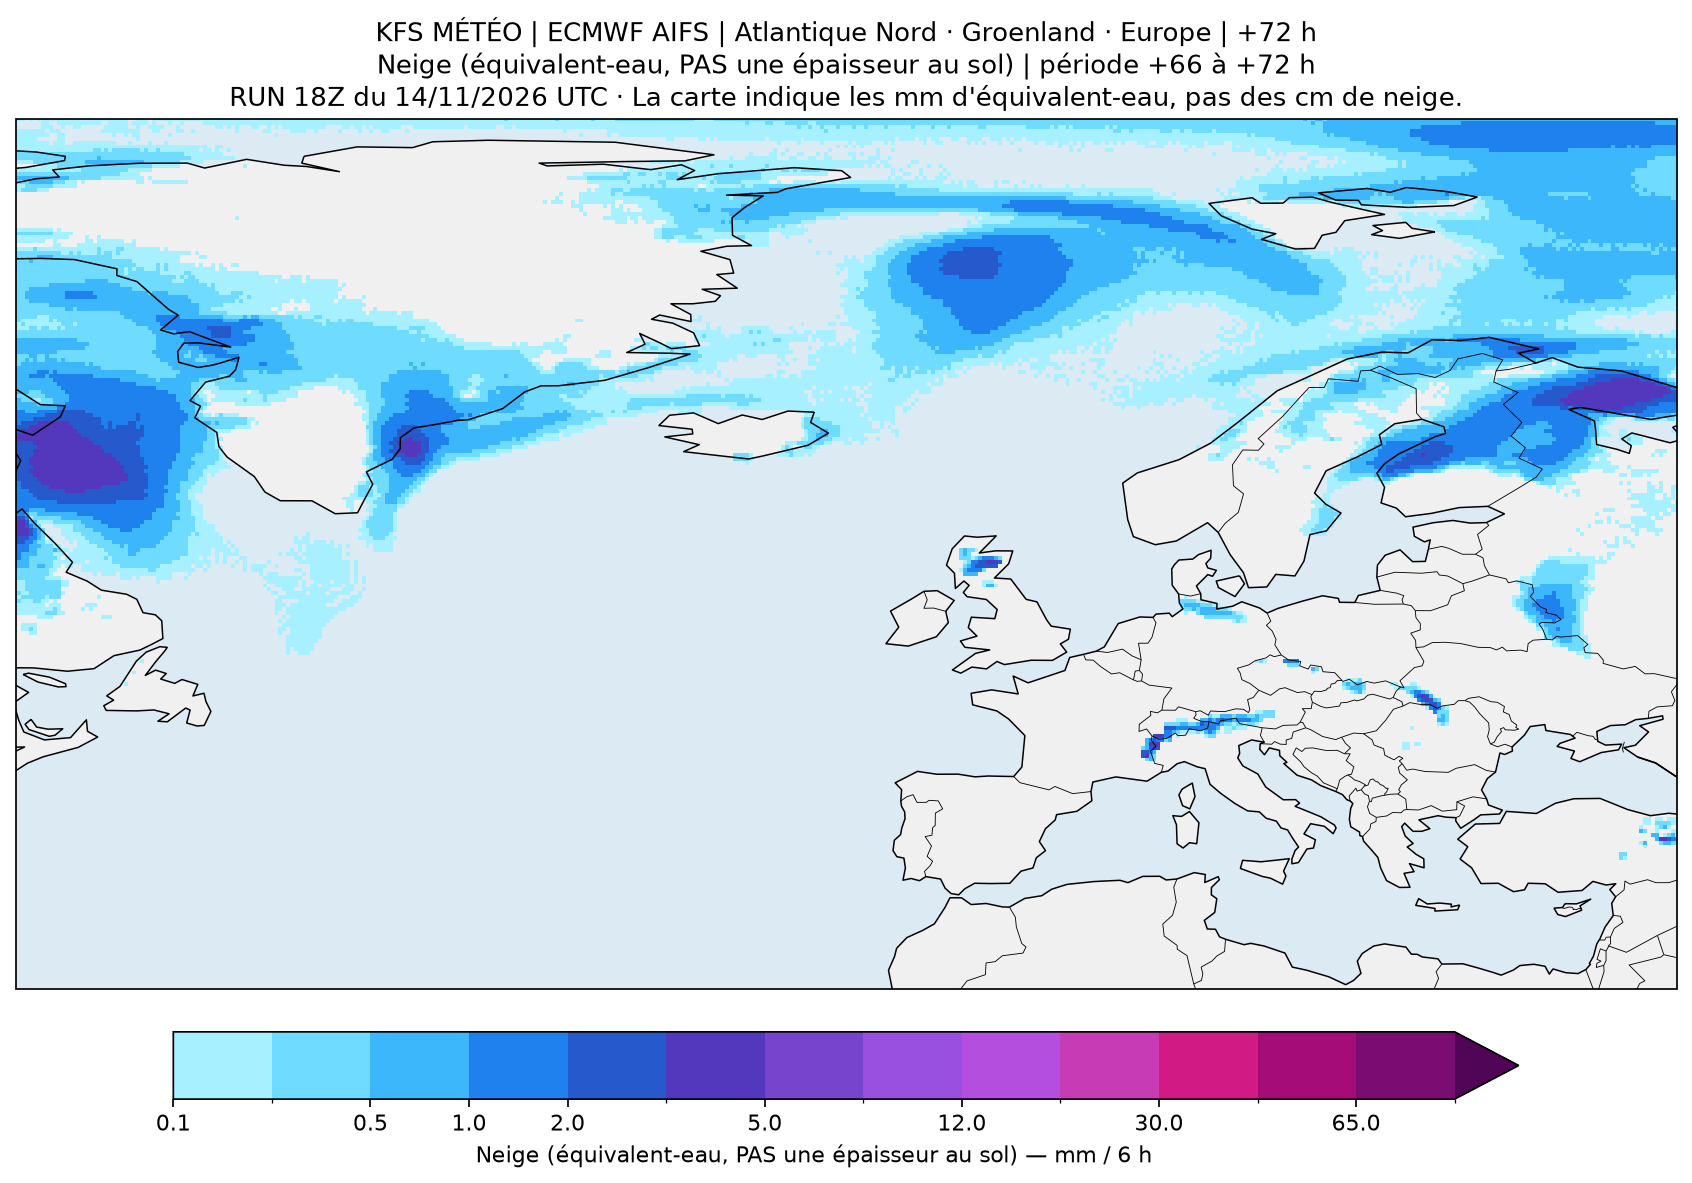 KFS MÉTÉO | ECMWF AIFS | Atlantique Nord · Groenland · Europe | +72 h
Neige (équivalent-eau, PAS une épaisseur au sol) | période +66 à +72 h
RUN 18Z du 14/11/2026 UTC · La carte indique les mm d'équivalent-eau, pas des cm de neige.
0.1 0.5 1.0 2.0 5.0 12.0 30.0 65.0
Neige (équivalent-eau, PAS une épaisseur au sol) — mm / 6 h